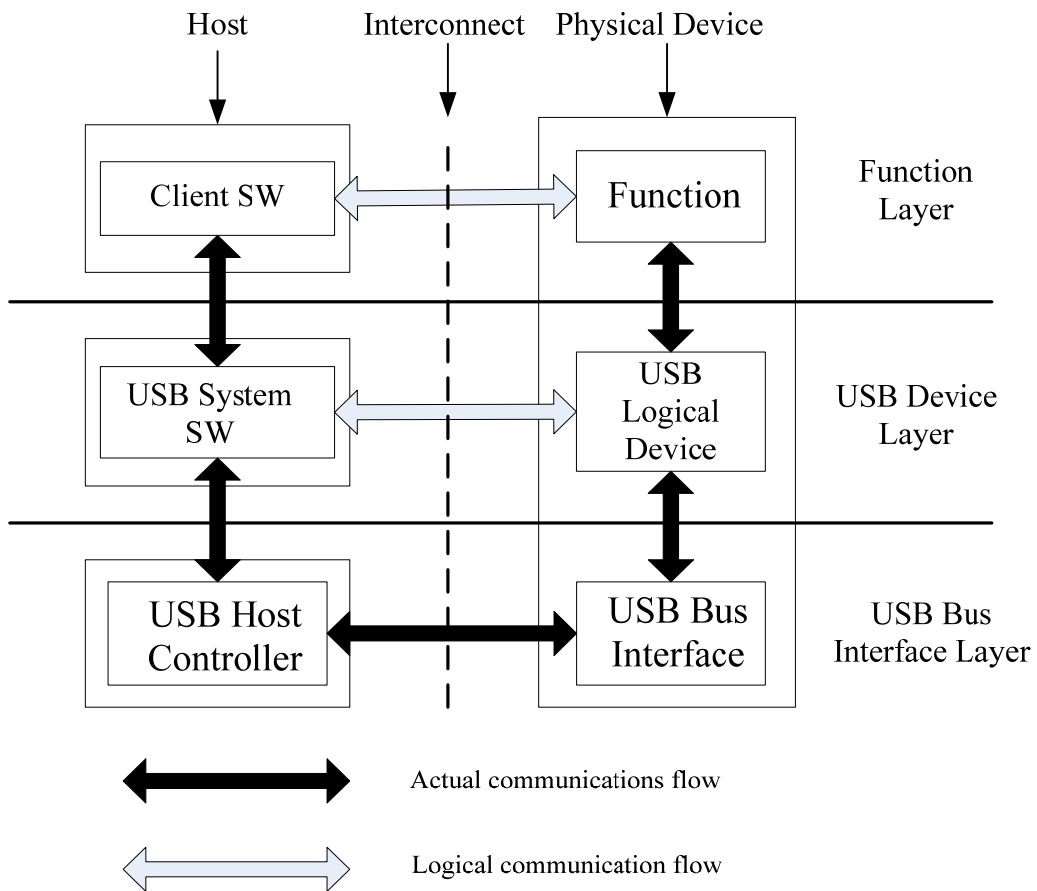 Host
Interconnect
Physical Device
Client SW
Function
Function
Layer
USB System
SW
USB
Logical
Device
USB Device
Layer
USB Host
Controller
USB Bus
Interface
USB Bus
Interface Layer
Actual communications flow
Logical communication flow